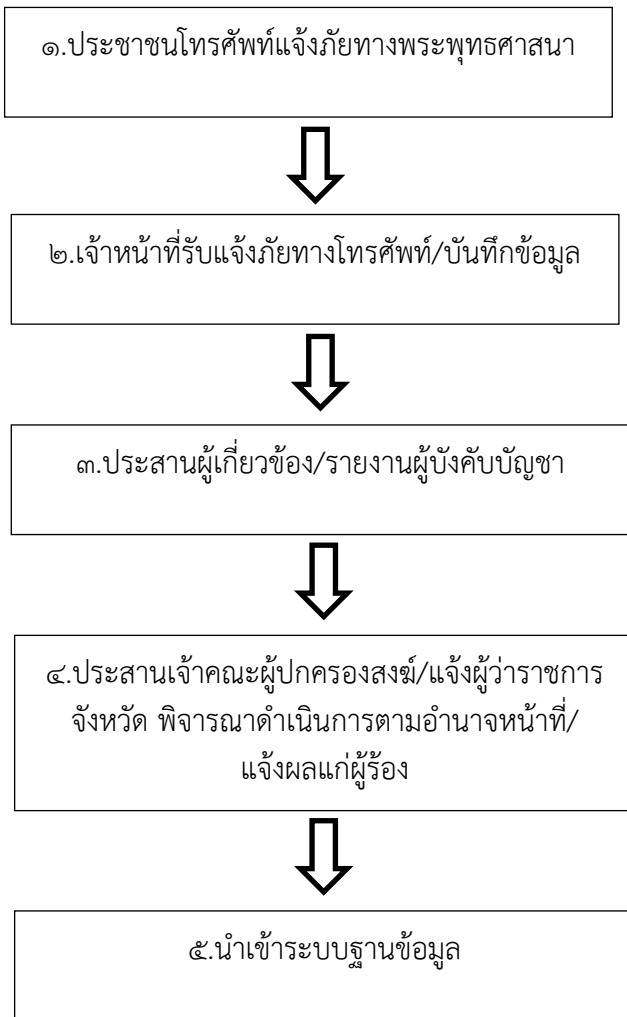 ๑.ประชาชนโทรศัพท์แจ้งภัยทางพระพุทธศาสนา
๒.เจ้าหน้าที่รับแจ้งภัยทางโทรศัพท์/บันทึกข้อมูล
๓.ประสานผู้เกี่ยวข้อง/รายงานผู้บังคับบัญชา
๔.ประสานเจ้าคณะผู้ปกครองสงฆ์/แจ้งผู้ว่าราชการ
จังหวัด พิจารณาดำเนินการตามอำนาจหน้าที่/
แจ้งผลแก่ผู้ร้อง
๕.นำเข้าระบบฐานข้อมูล